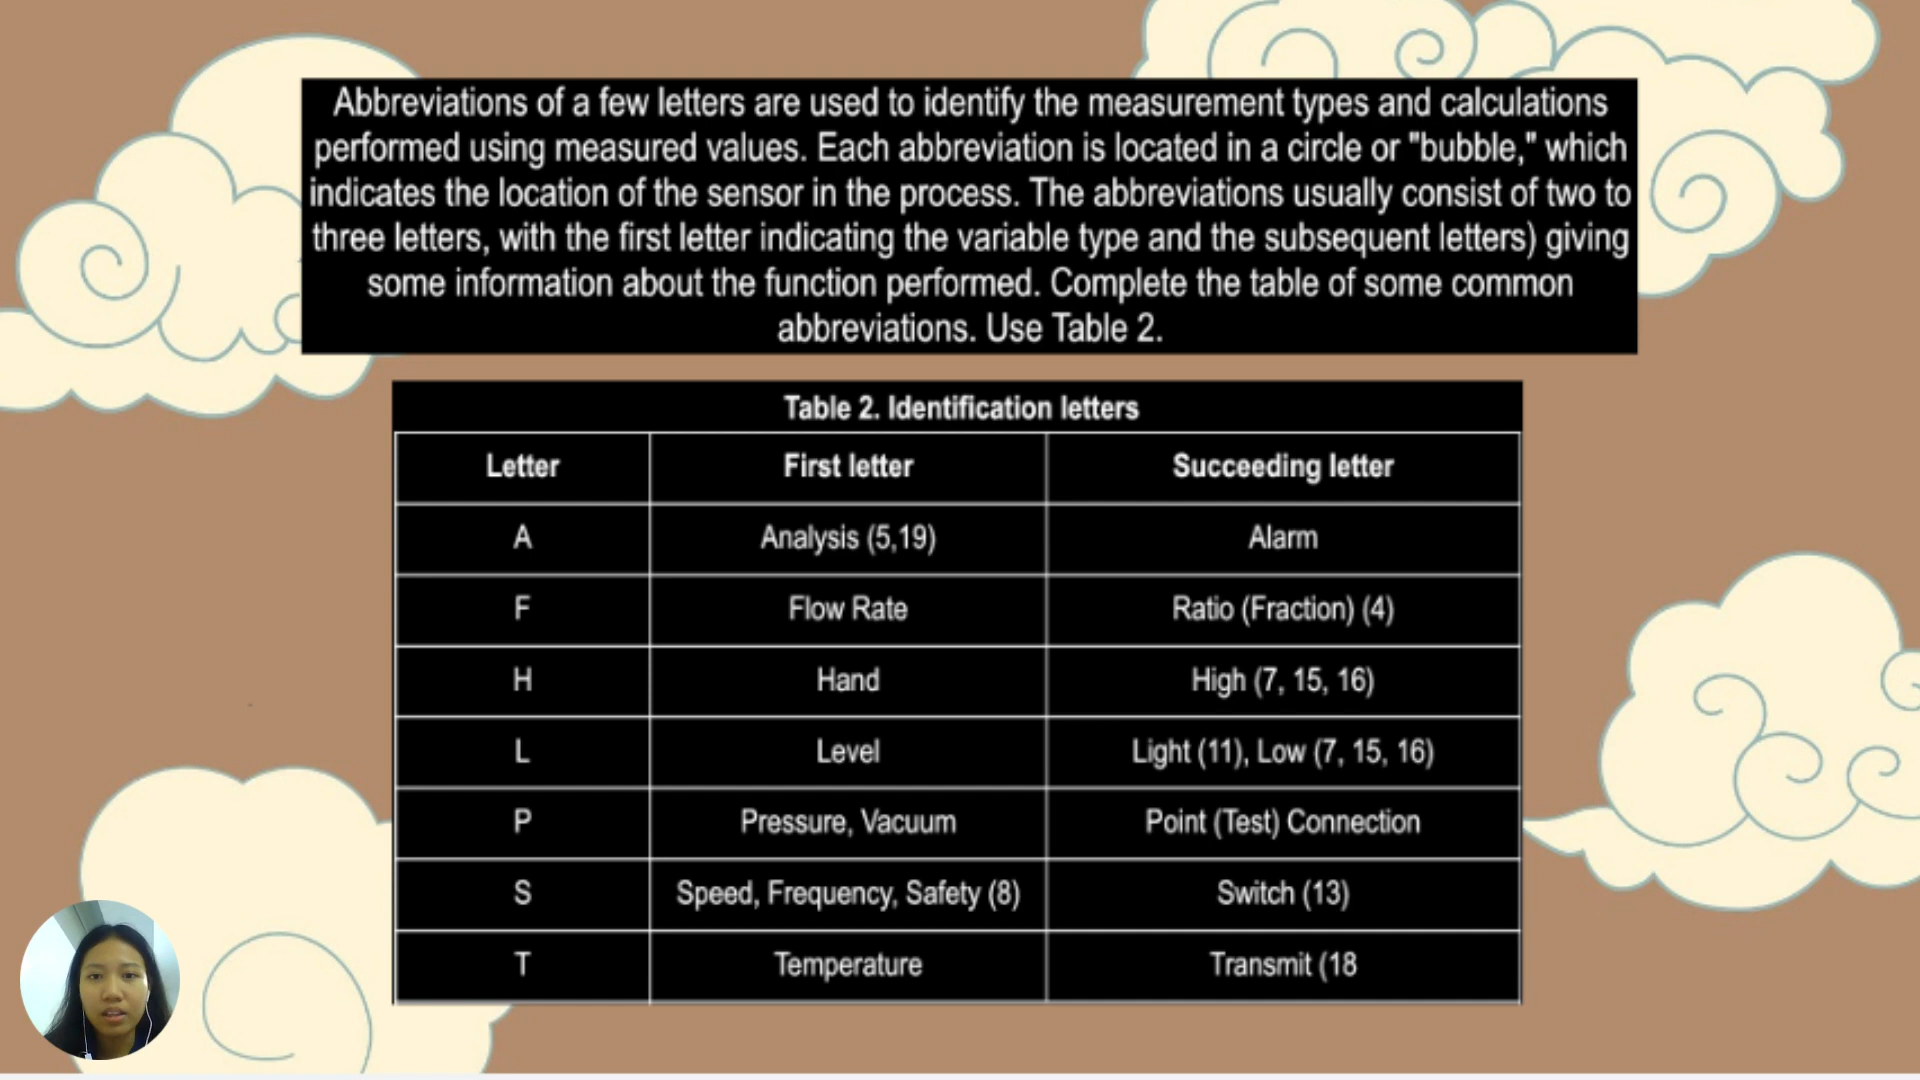 Abbreviations of a few letters are used to identify the measurement types and calculations
performed using measured values. Each abbreviation is located in a circle or "bubble," which
indicates the location of the sensor in the process. The abbreviations usually consist of two to
three letters, with the first letter indicating the variable type and the subsequent letters) giving
some information about the function performed. Complete the table of some common
abbreviations. Use Table 2.
Table 2. Identification letters
Letter First letter Succeeding letter
A Analysis (5,19) Alarm
F Flow Rate Ratio (Fraction) (4)
H Hand High (7, 15, 16)
L Level Light (11), Low (7, 15, 16)
P Pressure, Vacuum Point (Test) Connection
S Speed, Frequency, Safety (8) Switch (13)
T Temperature Transmit (18